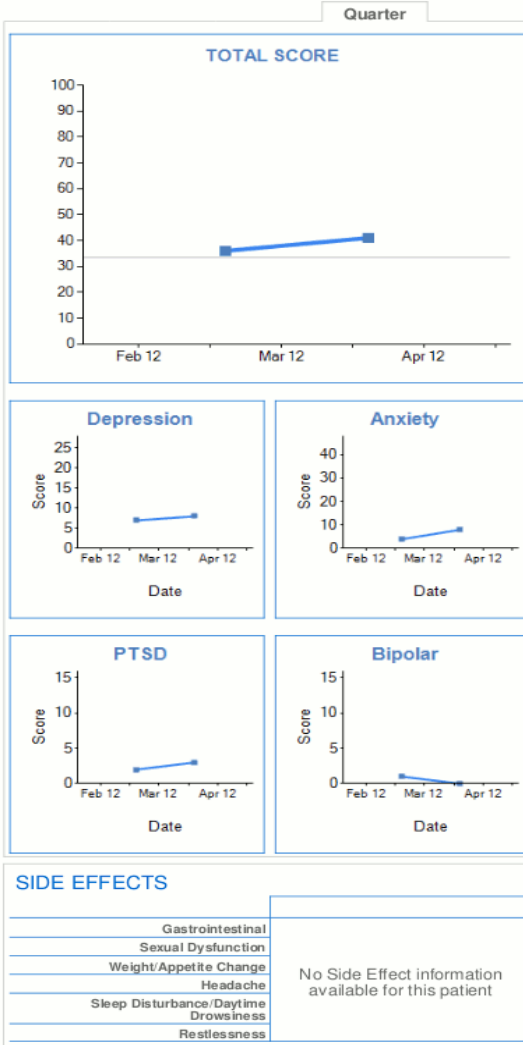 Quarter
TOTAL SCORE
100
90
80
70
60
50
40
30
20
10
0
Feb 12 Mar 12 Apr 12
Depression
25
20
15
10
5
0
Score
Feb 12 Mar 12 Apr 12
Date
Anxiety
40
30
20
10
0
Score
Feb 12 Mar 12 Apr 12
Date
PTSD
15
10
5
0
Score
Feb 12 Mar 12 Apr 12
Date
Bipolar
15
10
5
0
Score
Feb 12 Mar 12 Apr 12
Date
SIDE EFFECTS
Gastrointestinal
Sexual Dysfunction
Weight/Appetite Change
Headache
Sleep Disturbance/Daytime
Drowsiness
Restlessness
No Side Effect information
available for this patient